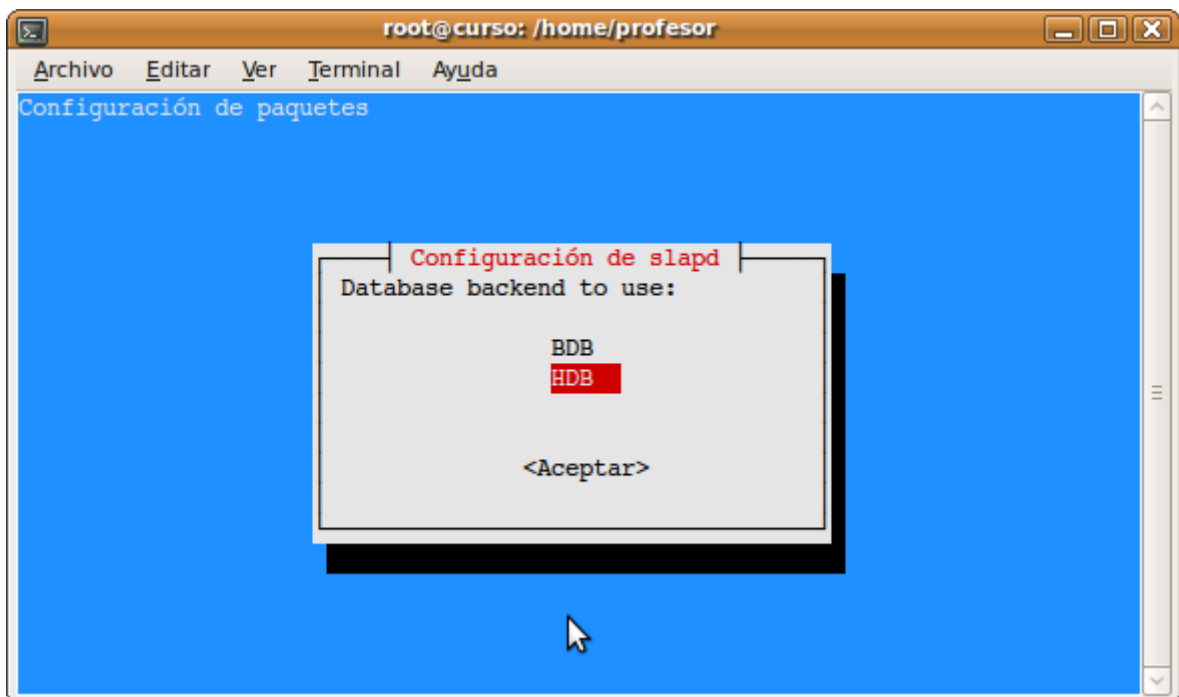 root@curso: /home/profesor
Archivo Editar Ver Terminal Ayuda
Configuración de paquetes
Configuración de slapd
Database backend to use:
BDB
HDB
<Aceptar>